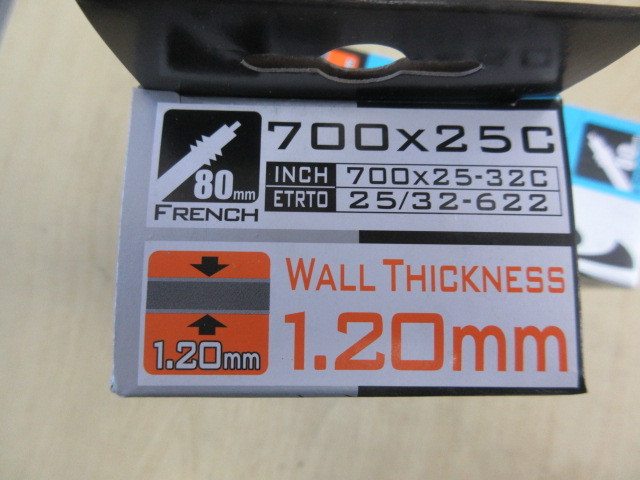 700x25C
80mm
FRENCH
INCH 700x25-32C
ETRTO 25/32-622
WALL THICKNESS
1.20mm
1.20mm